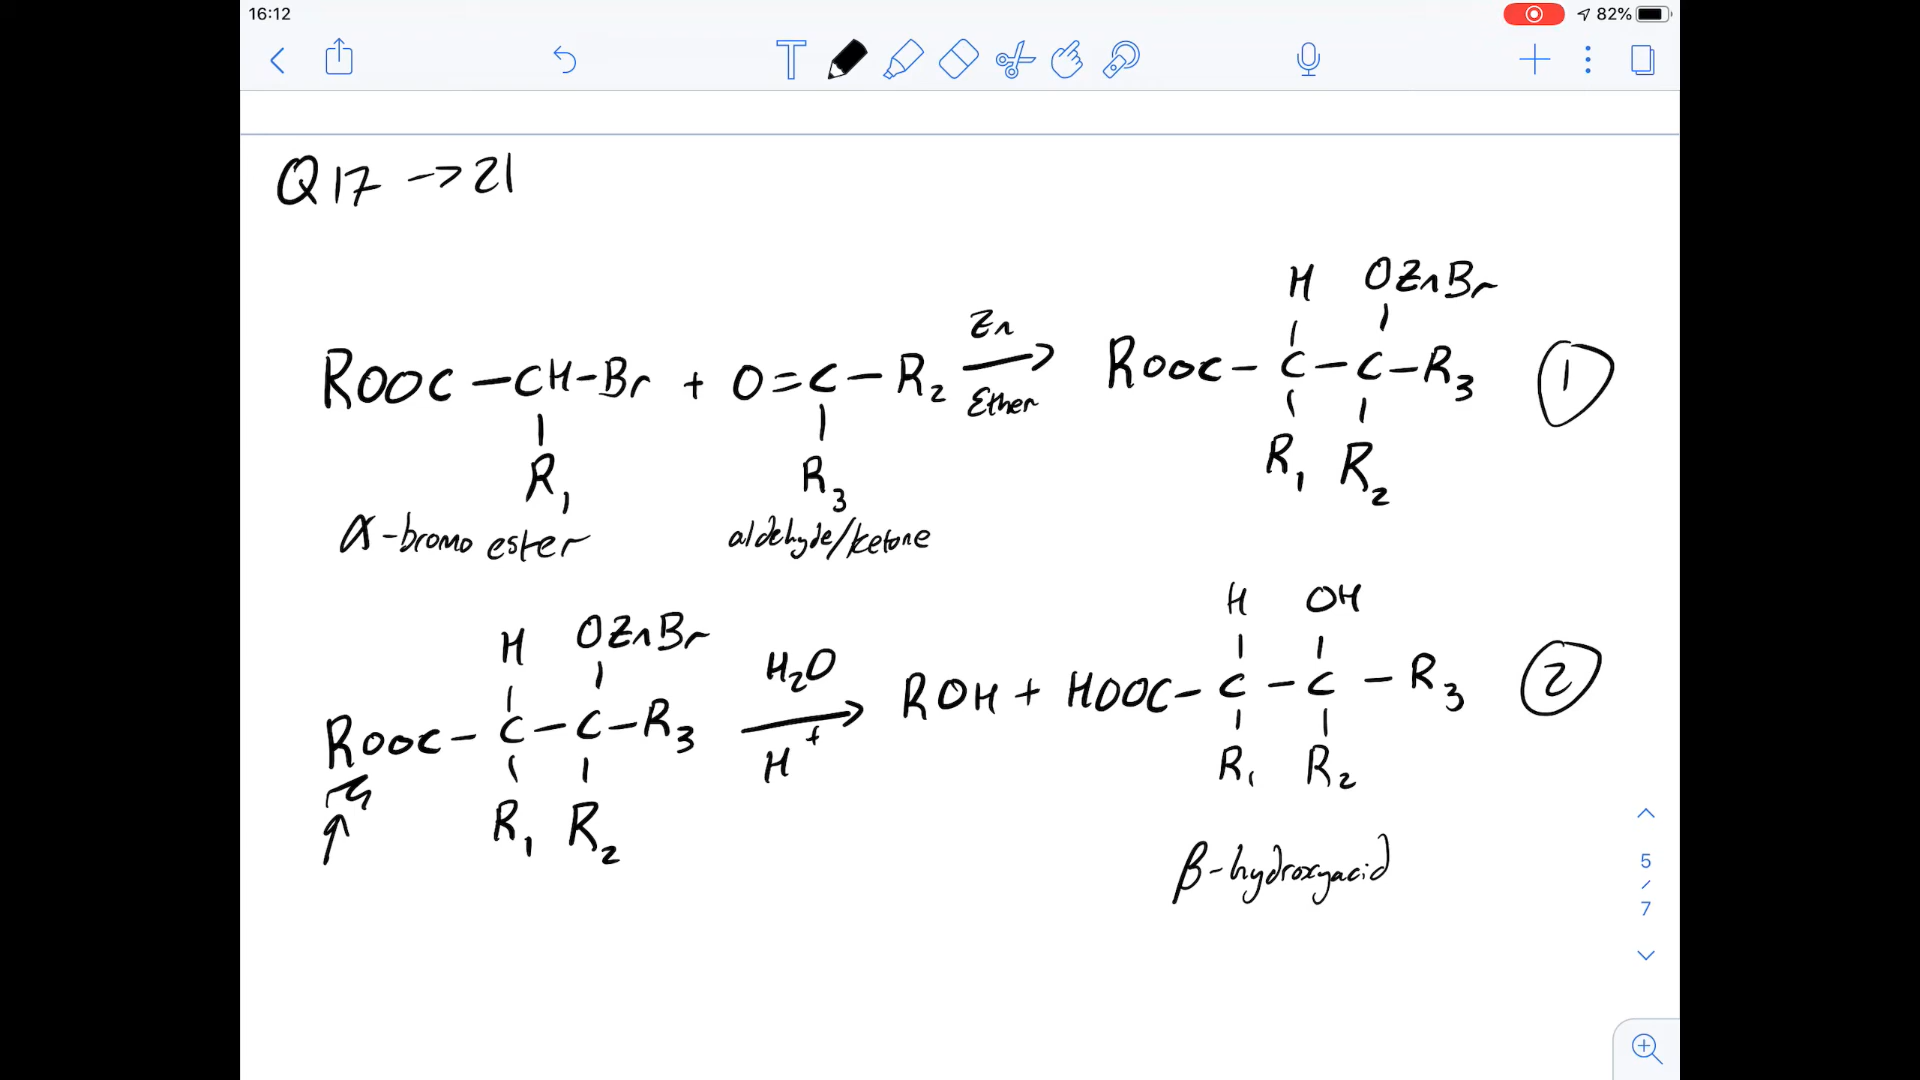 16:12
82%
T
Q17 -> 21
H OZnBr
Zn
ROOC - CH - Br + O = C - R2 -> ROOC - C - C - R3 1
Ether
R1 R3 R1 R2
α-bromo ester aldehyde/ketone
H OH
H OZnBr
H2O
ROOC - C - C - R3 -> ROH + HOOC - C - C - R3 2
H+
R1 R2 R1 R2
β-hydroxyacid
5
/
7